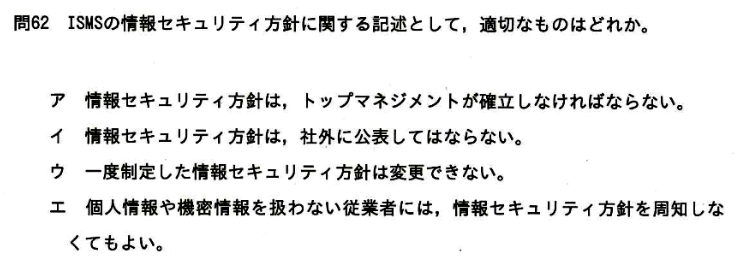 問62 ISMSの情報セキュリティ方針に関する記述として，適切なものはどれか。
ア 情報セキュリティ方針は，トップマネジメントが確立しなければならない。
イ 情報セキュリティ方針は，社外に公表してはならない。
ウ 一度制定した情報セキュリティ方針は変更できない。
エ 個人情報や機密情報を扱わない従業者には，情報セキュリティ方針を周知しな
くてもよい。